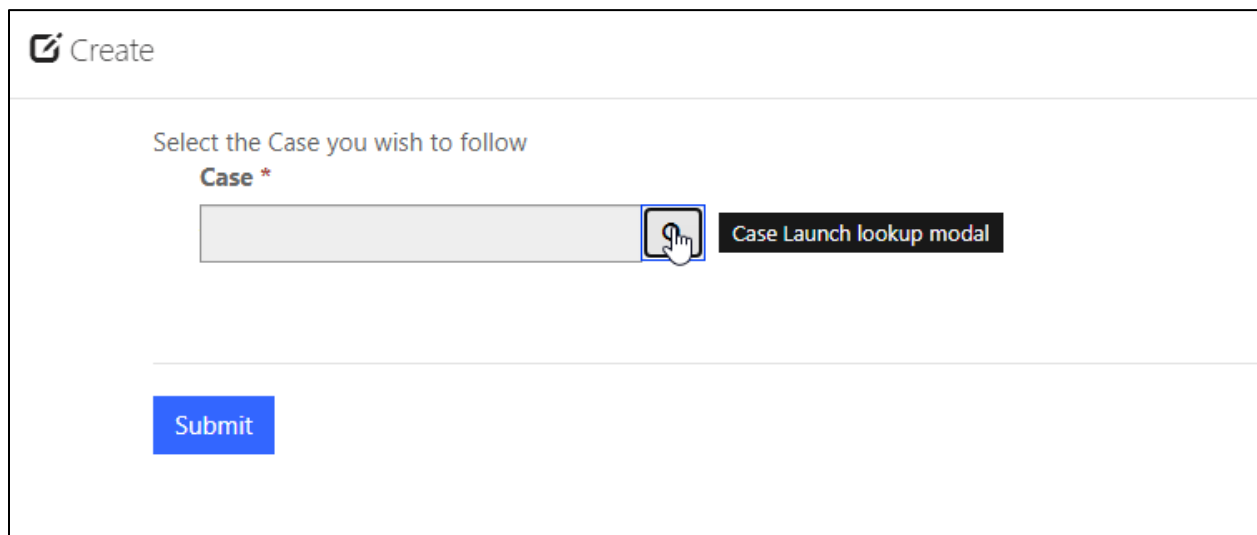 Create
Select the Case you wish to follow
Case *
Case Launch lookup modal
Submit